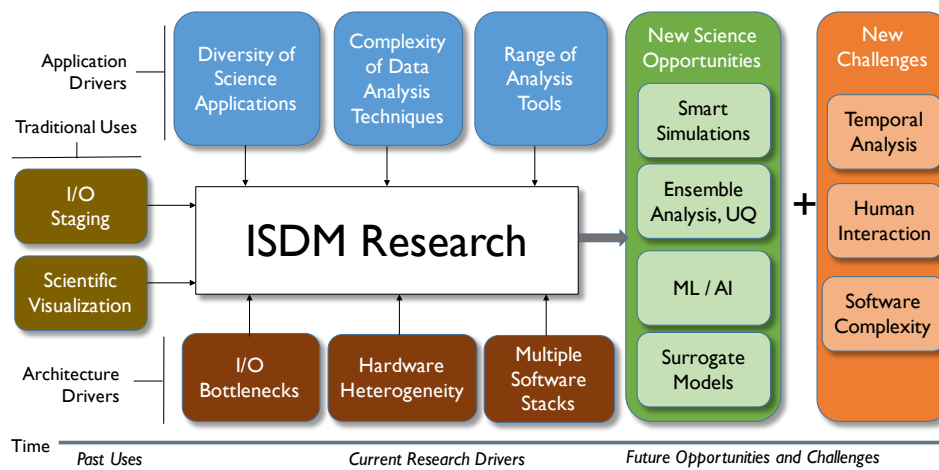 Application
Drivers
Diversity of
Science
Applications
Complexity
of Data
Analysis
Techniques
Range of
Analysis
Tools
New Science
Opportunities
Smart
Simulations
Ensemble
Analysis, UQ
ML / AI
Surrogate
Models
+
New
Challenges
Temporal
Analysis
Human
Interaction
Software
Complexity
Traditional Uses
I/O
Staging
Scientific
Visualization
ISDM Research
Architecture
Drivers
I/O
Bottlenecks
Hardware
Heterogeneity
Multiple
Software
Stacks
Time
Past Uses
Current Research Drivers
Future Opportunities and Challenges